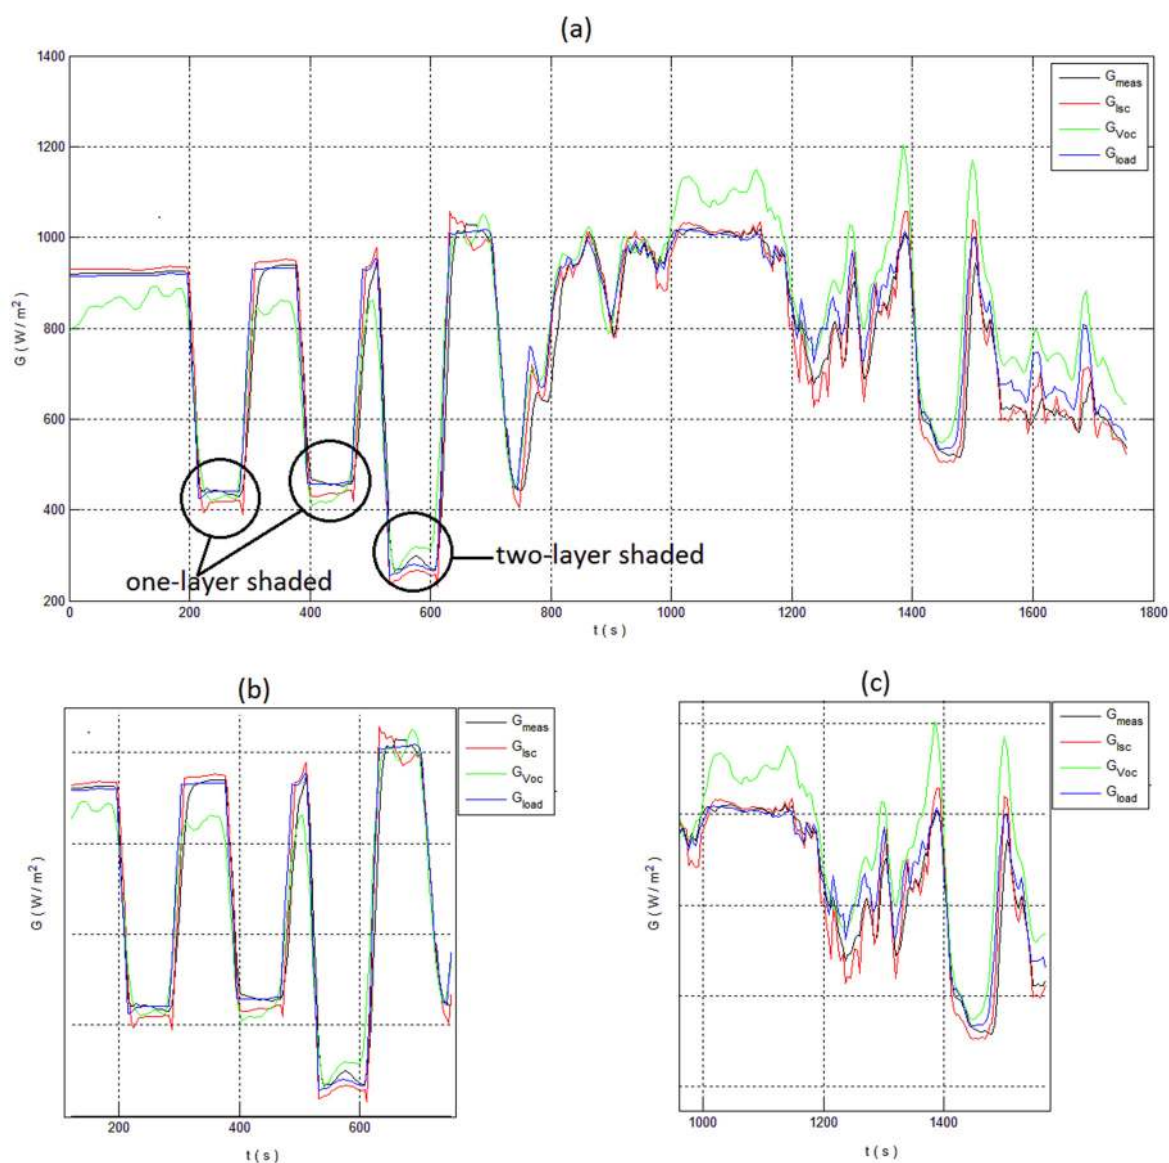 (a)
1400
1200
1000
800
600
400
200
G ( W / m²)
G_meas
G_Isc
G_Voc
G_load
one-layer shaded
two-layer shaded
0 200 400 600 800 1000 1200 1400 1600 1800
t ( s )
(b)
G ( W / m²)
G_meas
G_Isc
G_Voc
G_load
200 400 600
t ( s )
(c)
G ( W / m²)
G_meas
G_Isc
G_Voc
G_load
1000 1200 1400
t ( s )